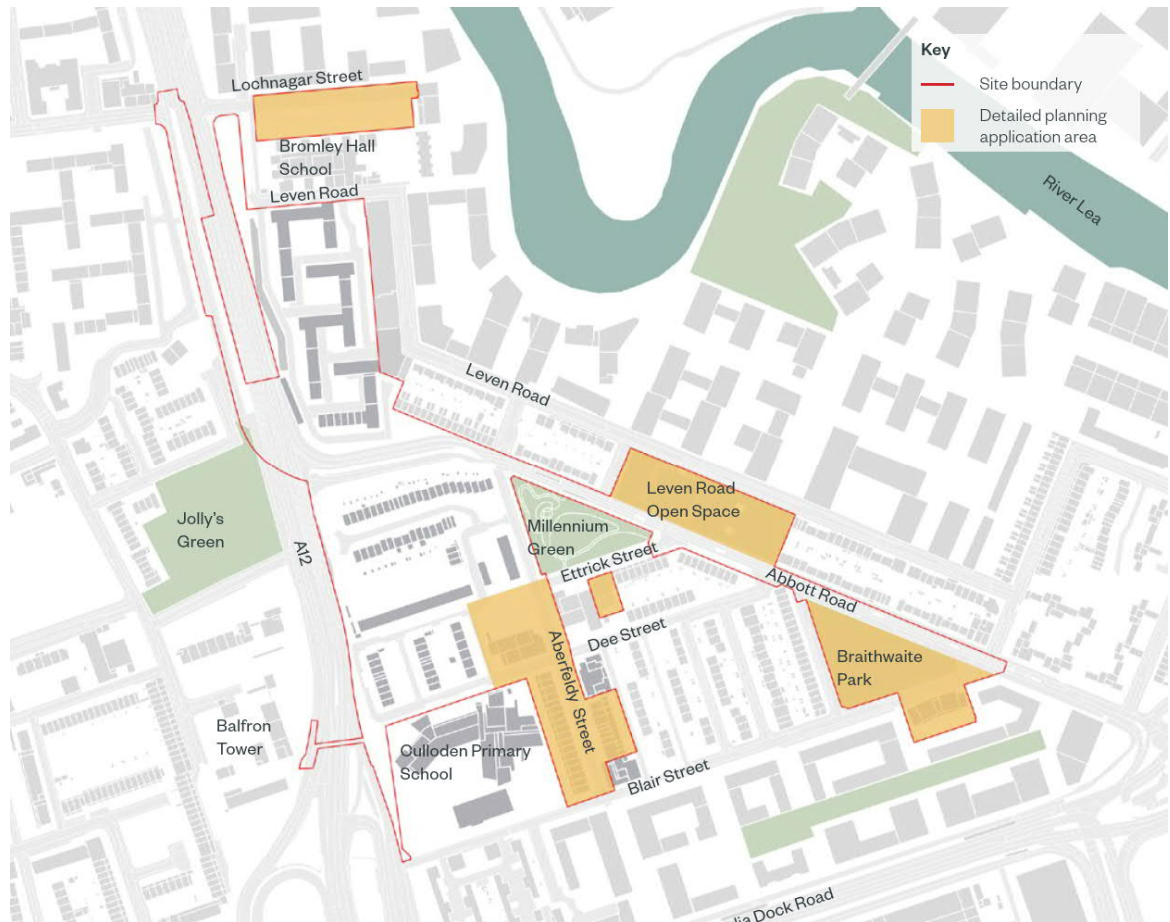 Key
Site boundary
Detailed planning
application area
Lochnagar Street
Bromley Hall
School
Leven Road
River Lea
Leven Road
Leven Road
Open Space
Jolly's
Green
A12
Millennium
Green
Ettrick Street
Abbott Road
Dee Street
Aberfeldy Street
Braithwaite
Park
Balfron
Tower
Culloden Primary
School
Blair Street
Dock Road